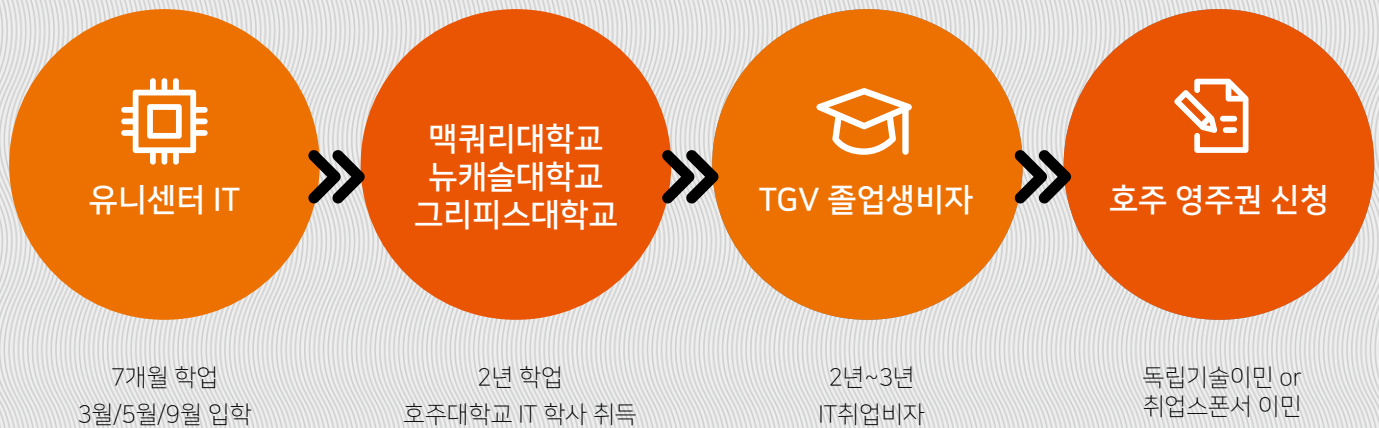 유니센터 IT
맥쿼리대학교
뉴캐슬대학교
그리피스대학교
TGV 졸업생비자
호주 영주권 신청
7개월 학업
3월/5월/9월 입학
2년 학업
호주대학교 IT 학사 취득
2년~3년
IT취업비자
독립기술이민 or
취업스폰서 이민